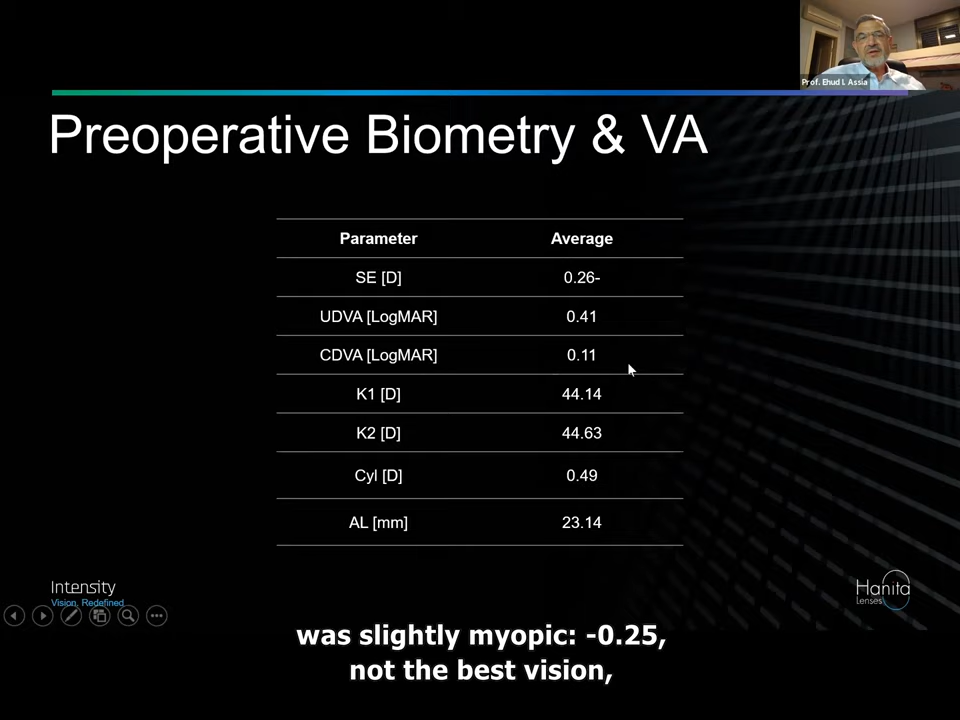 Prof. Ehud I. Assia
Preoperative Biometry & VA
Parameter Average
SE [D] 0.26-
UDVA [LogMAR] 0.41
CDVA [LogMAR] 0.11
K1 [D] 44.14
K2 [D] 44.63
Cyl [D] 0.49
AL [mm] 23.14
Intensity
Vision. Redefined
Hanita
Lenses
was slightly myopic: -0.25,
not the best vision,